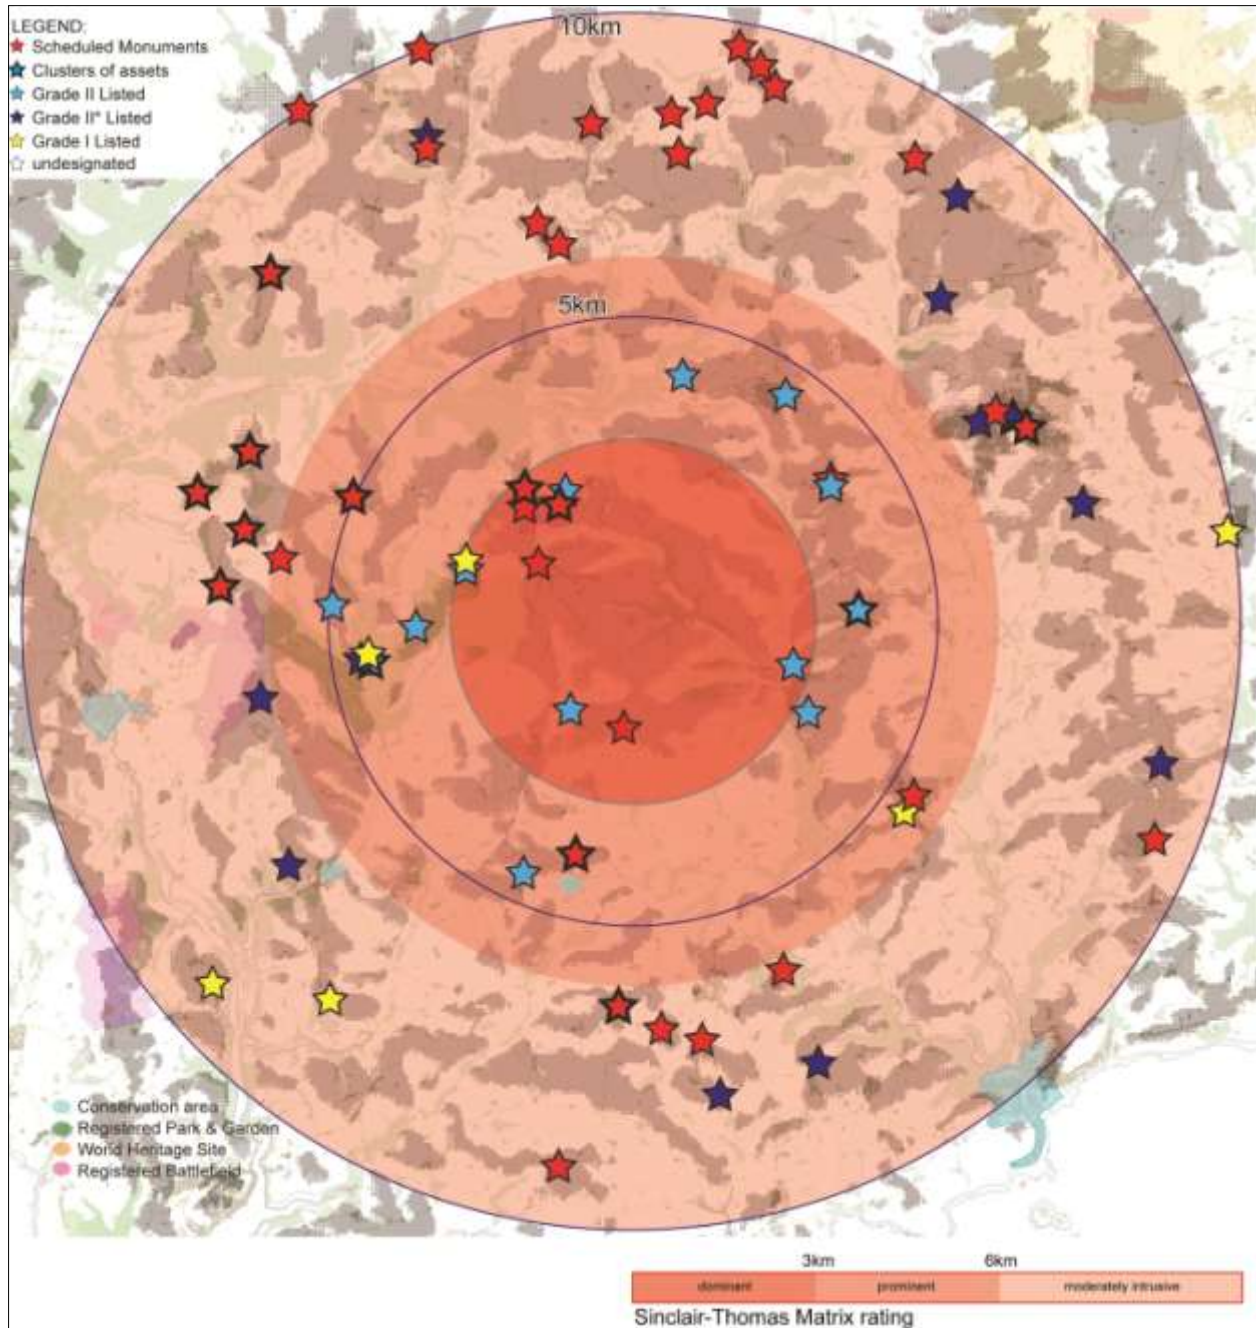 LEGEND:
Scheduled Monuments
Clusters of assets
Grade II Listed
Grade II* Listed
Grade I Listed
undesignated
10km
5km
Conservation area
Registered Park & Garden
World Heritage Site
Registered Battlefield
3km 6km
dominant prominent moderately intrusive
Sinclair-Thomas Matrix rating